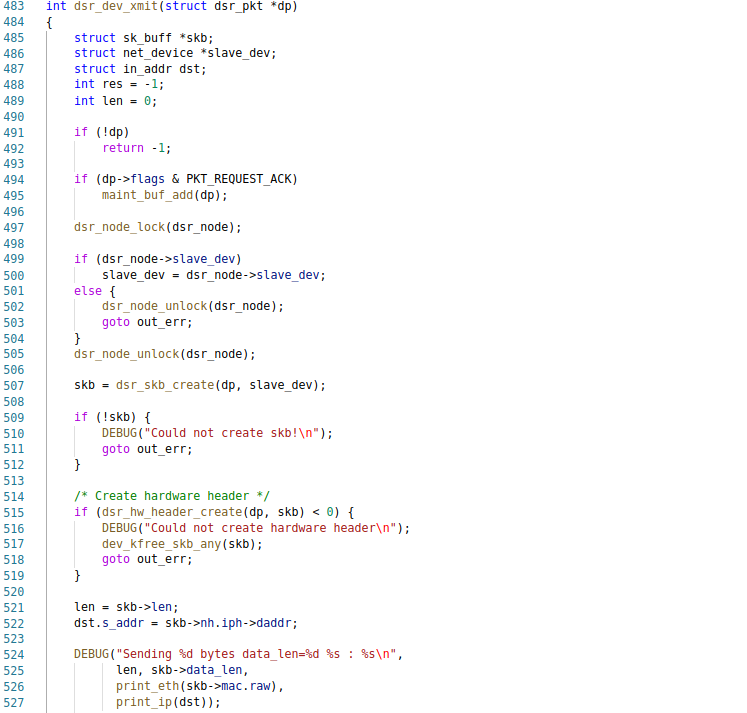 483 int dsr_dev_xmit(struct dsr_pkt *dp)
484 {
485     struct sk_buff *skb;
486     struct net_device *slave_dev;
487     struct in_addr dst;
488     int res = -1;
489     int len = 0;
490
491     if (!dp)
492         return -1;
493
494     if (dp->flags & PKT_REQUEST_ACK)
495         maint_buf_add(dp);
496
497     dsr_node_lock(dsr_node);
498
499     if (dsr_node->slave_dev)
500         slave_dev = dsr_node->slave_dev;
501     else {
502         dsr_node_unlock(dsr_node);
503         goto out_err;
504     }
505     dsr_node_unlock(dsr_node);
506
507     skb = dsr_skb_create(dp, slave_dev);
508
509     if (!skb) {
510         DEBUG("Could not create skb!\n");
511         goto out_err;
512     }
513
514     /* Create hardware header */
515     if (dsr_hw_header_create(dp, skb) < 0) {
516         DEBUG("Could not create hardware header\n");
517         dev_kfree_skb_any(skb);
518         goto out_err;
519     }
520
521     len = skb->len;
522     dst.s_addr = skb->nh.iph->daddr;
523
524     DEBUG("Sending %d bytes data_len=%d %s : %s\n",
525           len, skb->data_len,
526           print_eth(skb->mac.raw),
527           print_ip(dst));